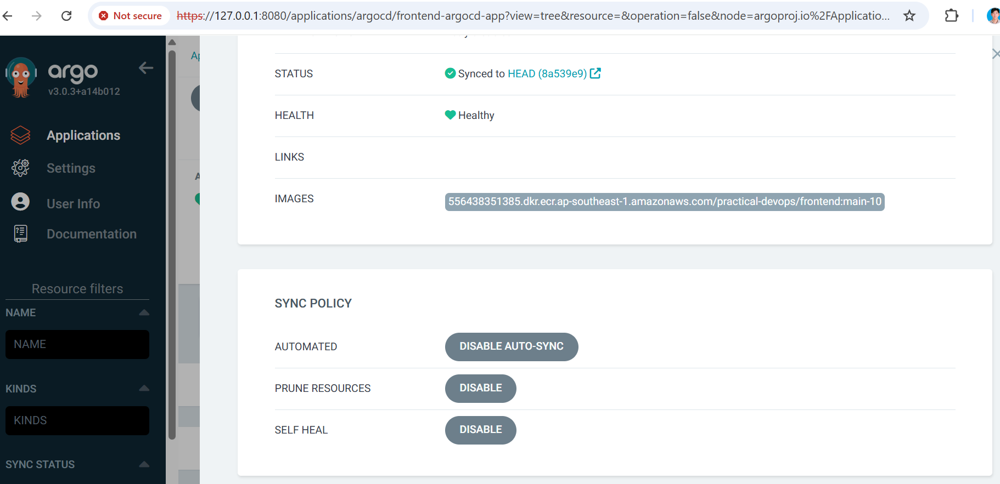 Not secure
https://127.0.0.1:8080/applications/argocd/frontend-argocd-app?view=tree&resource=&operation=false&node=argoproj.io%2FApplicatio...
argo
v3.0.3+a14b012
Applications
Settings
User Info
Documentation
Resource filters
NAME
NAME
KINDS
KINDS
SYNC STATUS
STATUS
Synced to HEAD (8a539e9)
HEALTH
Healthy
LINKS
IMAGES
556438351385.dkr.ecr.ap-southeast-1.amazonaws.com/practical-devops/frontend:main-10
SYNC POLICY
AUTOMATED
DISABLE AUTO-SYNC
PRUNE RESOURCES
DISABLE
SELF HEAL
DISABLE